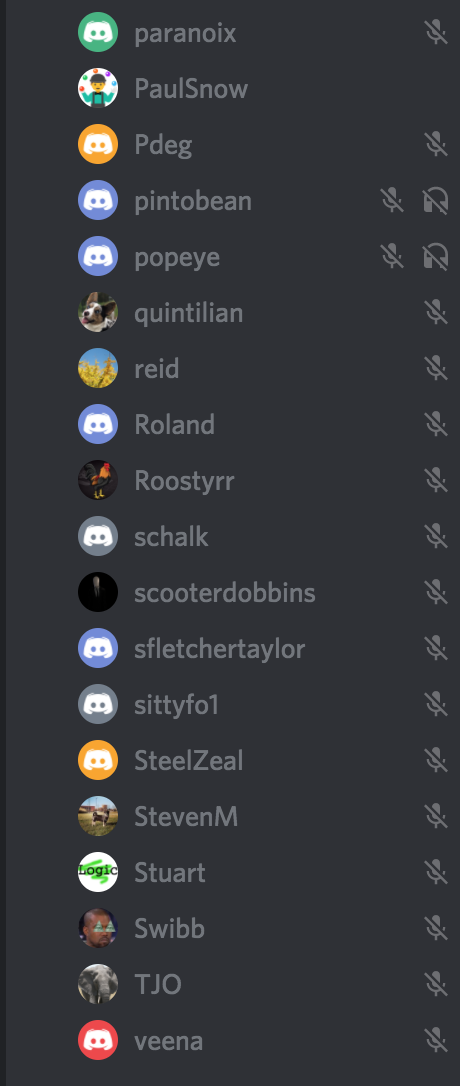 paranoix
PaulSnow
Pdeg
pintobean
popeye
quintilian
reid
Roland
Roostyrr
schalk
scooterdobbins
sfletchertaylor
sittyfo1
SteelZeal
StevenM
Logic
Stuart
Swibb
TJO
veena